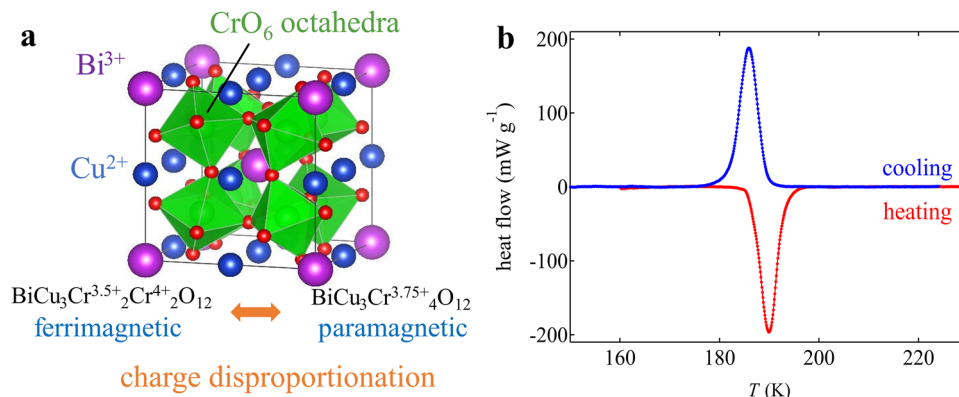 a
CrO₆ octahedra
Bi³⁺
Cu²⁺
BiCu₃Cr³·⁵⁺₂Cr⁴⁺₂O₁₂
ferrimagnetic
BiCu₃Cr³·⁷⁵⁺₄O₁₂
paramagnetic
charge disproportionation
b
heat flow (mW g⁻¹)
200
100
0
-100
-200
cooling
heating
160
180
200
220
T (K)